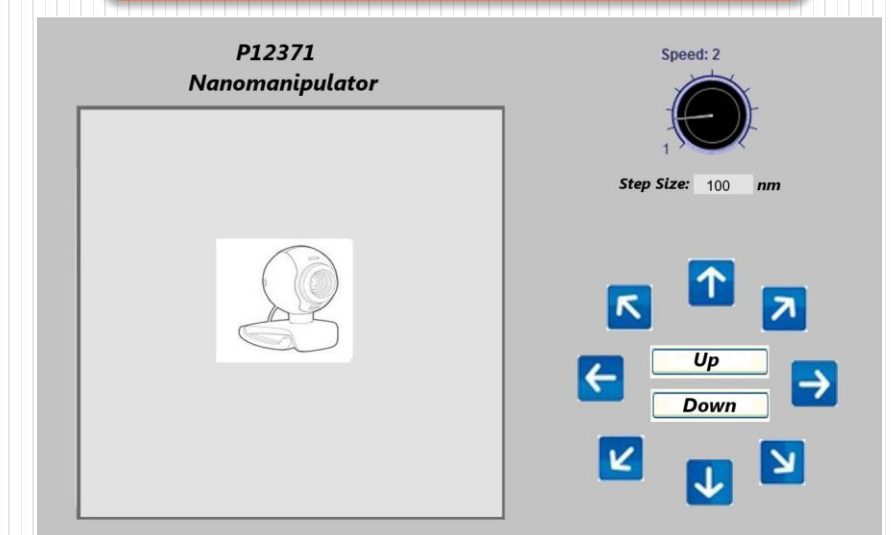 P12371
Nanomanipulator
Speed: 2
1
Step Size: 100 nm
Up
Down